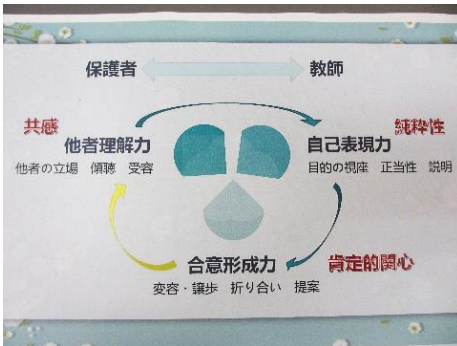 保護者 教師
共感 純粋性
他者理解力 自己表現力
他者の立場 傾聴 受容 目的の視座 正当性 説明
合意形成力 肯定的関心
変容・譲歩 折り合い 提案